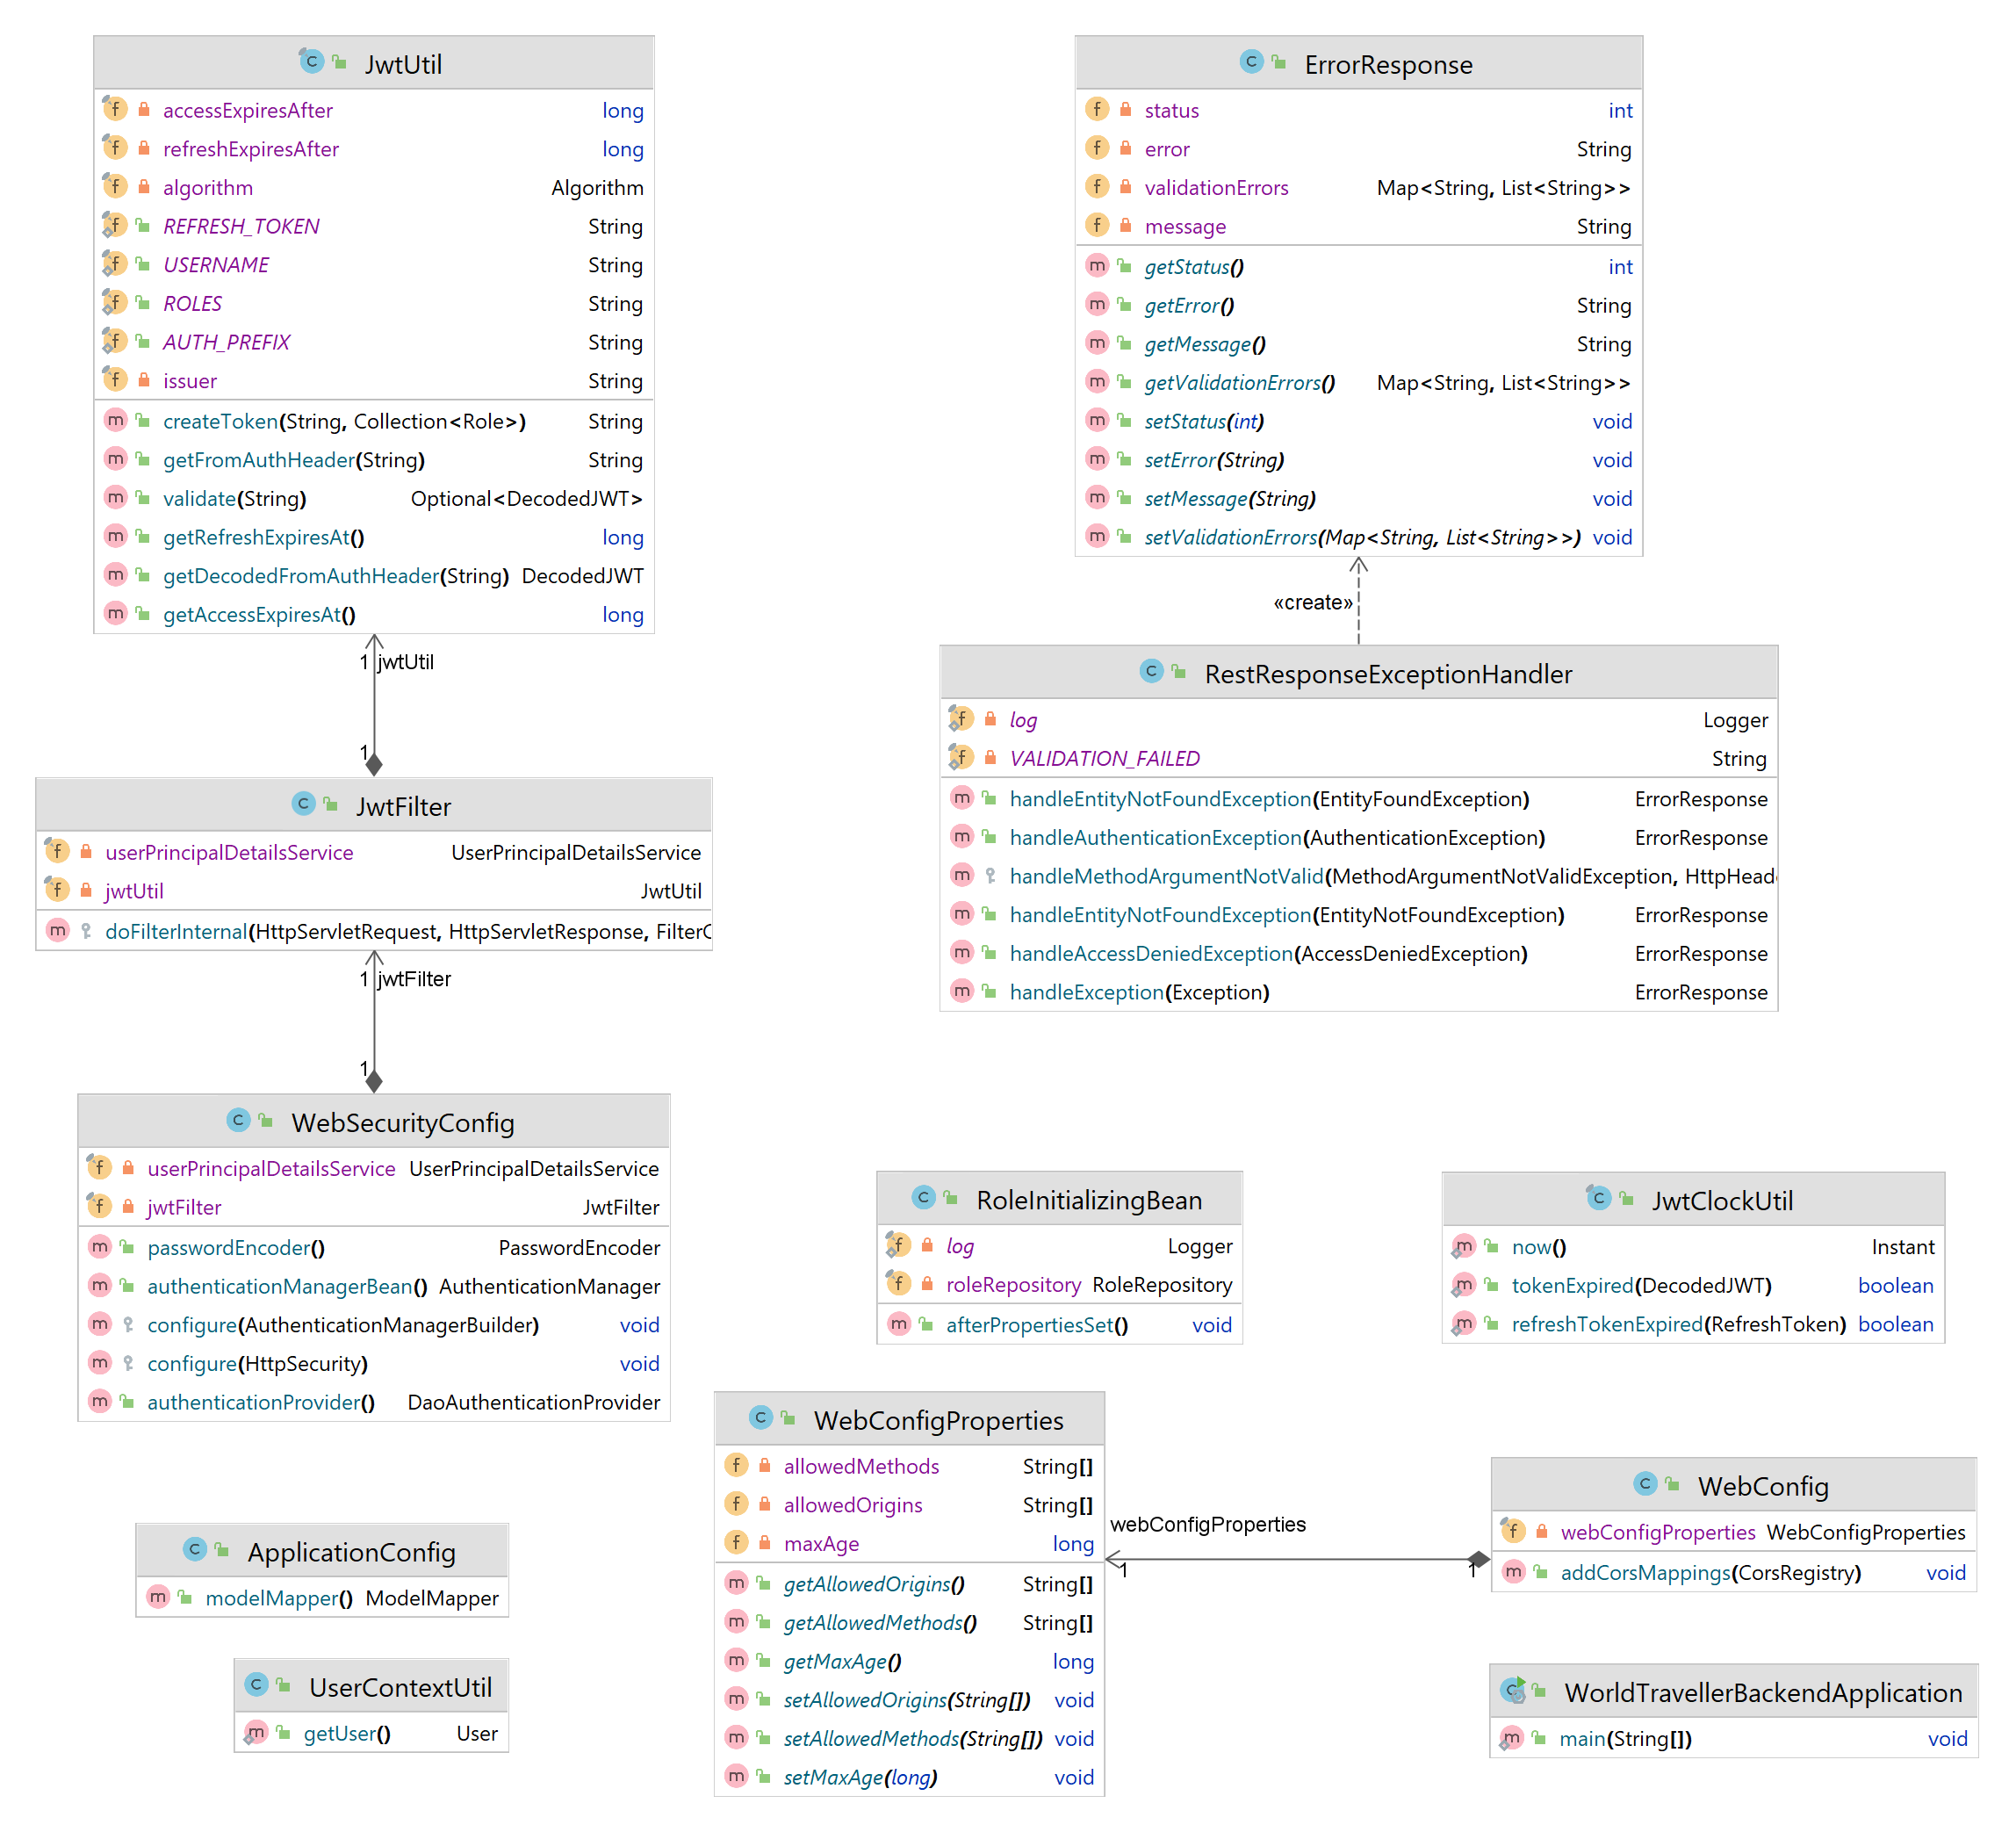 JwtUtil
accessExpiresAfter long
refreshExpiresAfter long
algorithm Algorithm
REFRESH_TOKEN String
USERNAME String
ROLES String
AUTH_PREFIX String
issuer String
createToken(String, Collection<Role>) String
getFromAuthHeader(String) String
validate(String) Optional<DecodedJWT>
getRefreshExpiresAt() long
getDecodedFromAuthHeader(String) DecodedJWT
getAccessExpiresAt() long
1 jwtUtil
1
JwtFilter
userPrincipalDetailsService UserPrincipalDetailsService
jwtUtil JwtUtil
doFilterInternal(HttpServletRequest, HttpServletResponse, FilterC
1 jwtFilter
1
WebSecurityConfig
userPrincipalDetailsService UserPrincipalDetailsService
jwtFilter JwtFilter
passwordEncoder() PasswordEncoder
authenticationManagerBean() AuthenticationManager
configure(AuthenticationManagerBuilder) void
configure(HttpSecurity) void
authenticationProvider() DaoAuthenticationProvider
ApplicationConfig
modelMapper() ModelMapper
UserContextUtil
getUser() User
ErrorResponse
status int
error String
validationErrors Map<String, List<String>>
message String
getStatus() int
getError() String
getMessage() String
getValidationErrors() Map<String, List<String>>
setStatus(int) void
setError(String) void
setMessage(String) void
setValidationErrors(Map<String, List<String>>) void
«create»
RestResponseExceptionHandler
log Logger
VALIDATION_FAILED String
handleEntityNotFoundException(EntityFoundException) ErrorResponse
handleAuthenticationException(AuthenticationException) ErrorResponse
handleMethodArgumentNotValid(MethodArgumentNotValidException, HttpHead
handleEntityNotFoundException(EntityNotFoundException) ErrorResponse
handleAccessDeniedException(AccessDeniedException) ErrorResponse
handleException(Exception) ErrorResponse
RoleInitializingBean
log Logger
roleRepository RoleRepository
afterPropertiesSet() void
JwtClockUtil
now() Instant
tokenExpired(DecodedJWT) boolean
refreshTokenExpired(RefreshToken) boolean
WebConfigProperties
allowedMethods String[]
allowedOrigins String[]
maxAge long
getAllowedOrigins() String[]
getAllowedMethods() String[]
getMaxAge() long
setAllowedOrigins(String[]) void
setAllowedMethods(String[]) void
setMaxAge(long) void
webConfigProperties
1 1
WebConfig
webConfigProperties WebConfigProperties
addCorsMappings(CorsRegistry) void
WorldTravellerBackendApplication
main(String[]) void